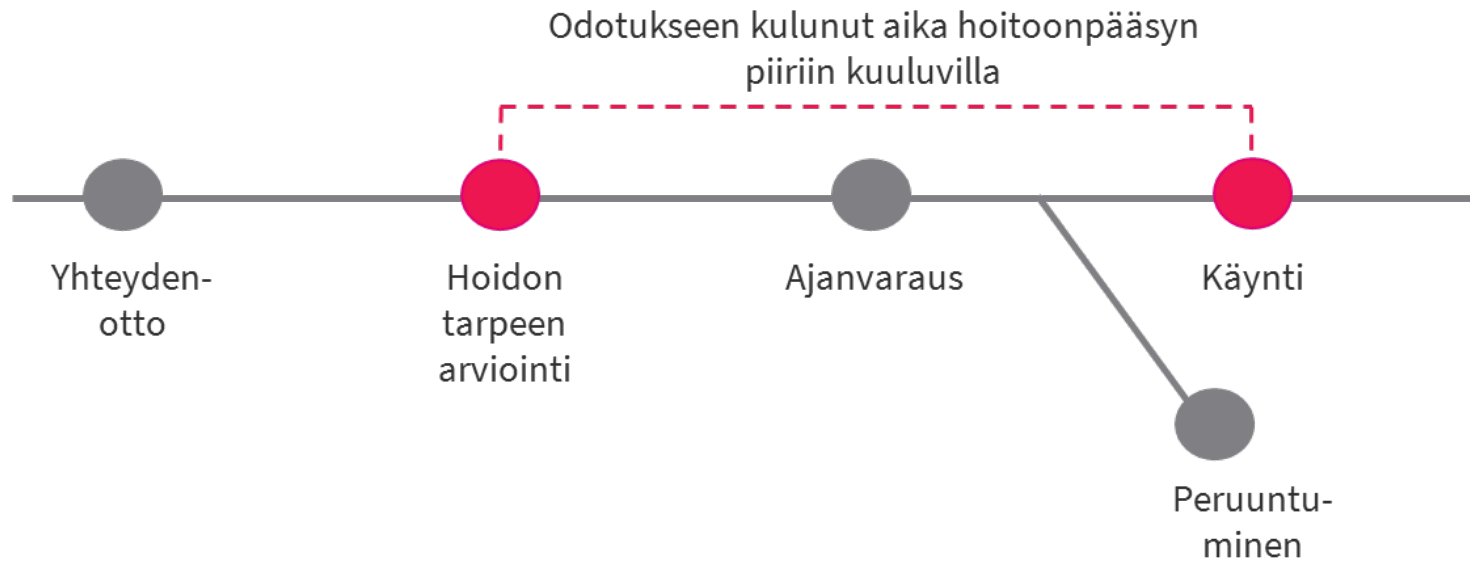 Odotukseen kulunut aika hoitoonpääsyn
piiriin kuuluvilla
Yhteyden-
otto
Hoidon
tarpeen
arviointi
Ajanvaraus
Käynti
Peruuntu-
minen